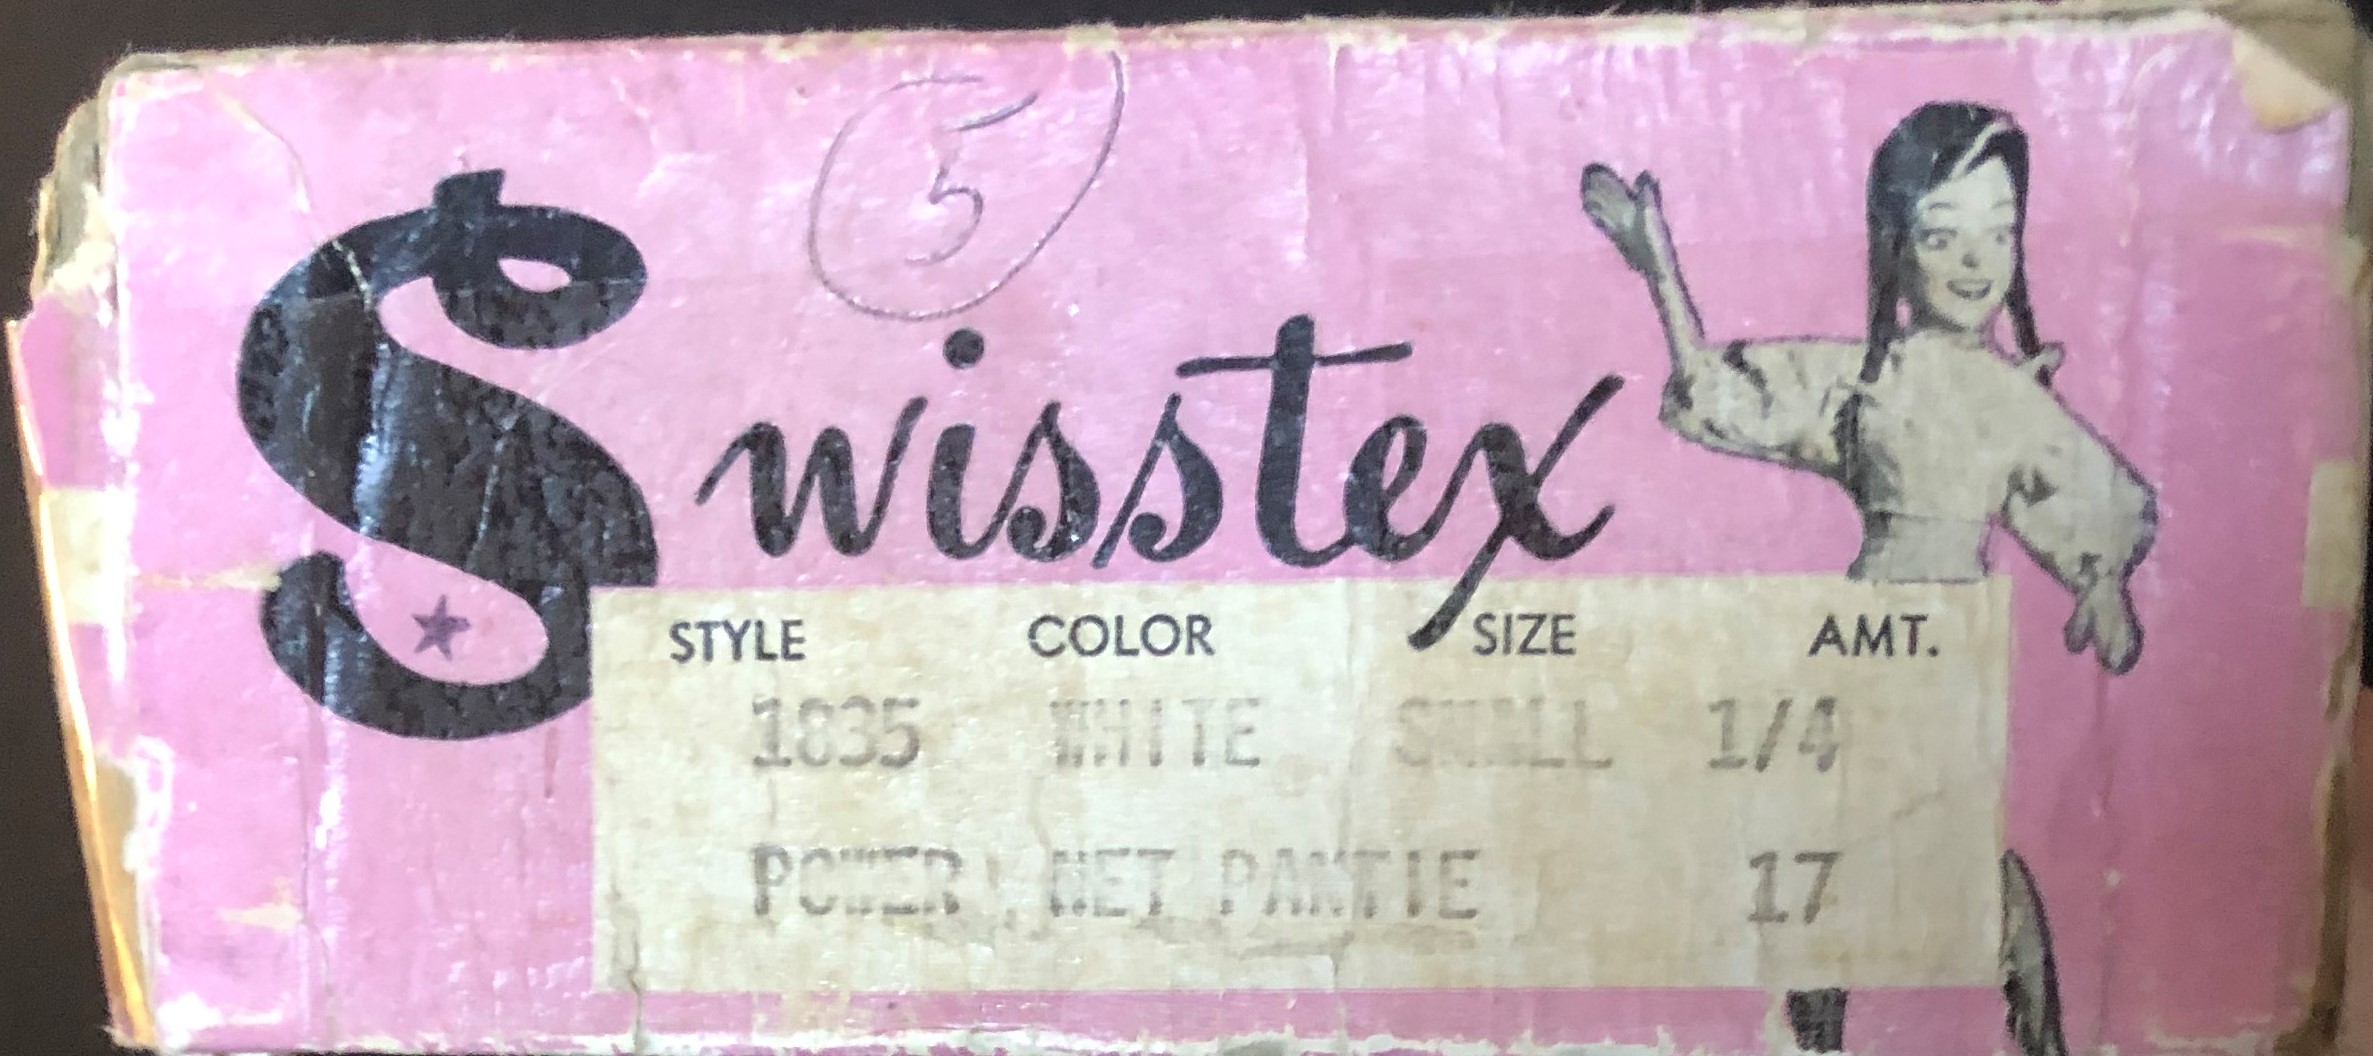 5
Swisstex
STYLE COLOR SIZE AMT.
1835 WHITE SMALL 1/4
POWER NET PANTIE 17